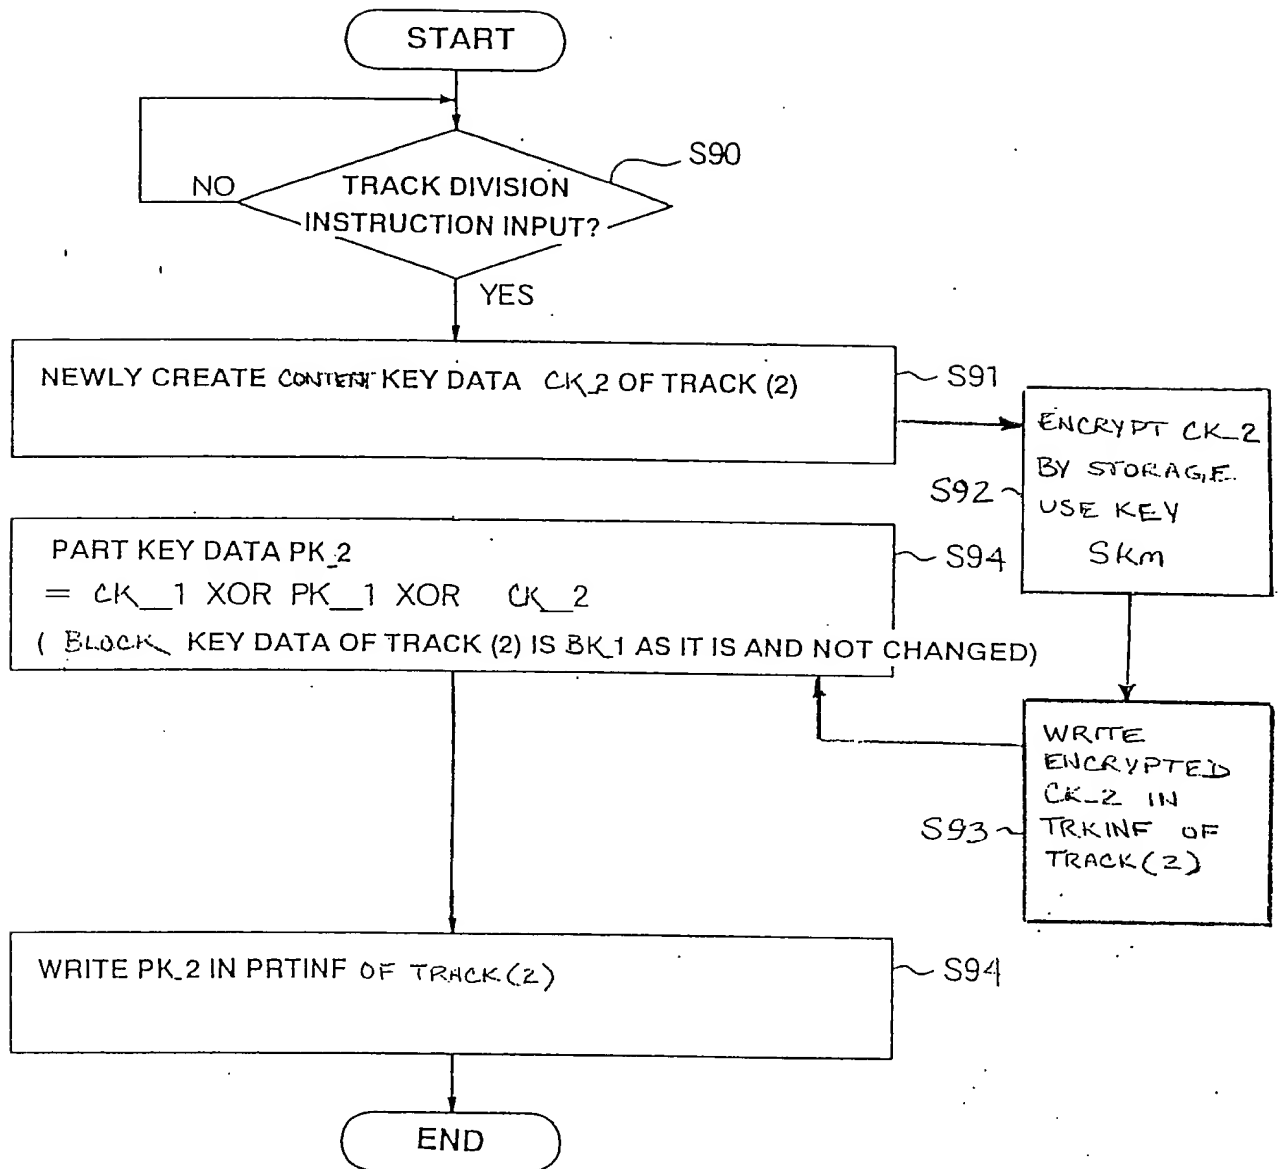 START
S90
NO
TRACK DIVISION
INSTRUCTION INPUT?
YES
NEWLY CREATE CONTENT KEY DATA CK_2 OF TRACK (2)
S91
ENCRYPT CK_2
BY STORAGE
USE KEY
SKm
S92
PART KEY DATA PK_2
= CK__1 XOR PK__1 XOR CK__2
( BLOCK KEY DATA OF TRACK (2) IS BK_1 AS IT IS AND NOT CHANGED)
S94
WRITE
ENCRYPTED
CK_2 IN
TRKINF OF
TRACK(2)
S93
WRITE PK_2 IN PRTINF OF TRACK(2)
S94
END